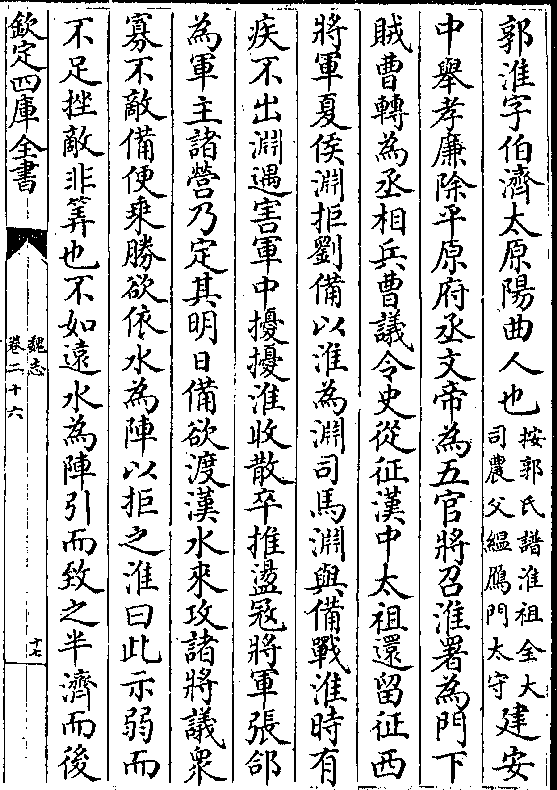 郭淮字伯濟太原陽曲人也按郭氏譜淮祖全大司農父縕鴈門太守建安
中舉孝廉除平原府丞文帝為五官將召淮署為門下
賊曹轉為丞相兵曹議令史從征漢中太祖還留征西
將軍夏侯淵拒劉備以淮為淵司馬淵與備戰淮時有
疾不出淵遇害軍中擾擾淮收散卒推盪冦將軍張郃
為軍主諸營乃定其明日備欲渡漢水來攻諸將議衆
寡不敵備便乘勝欲依水為陣以拒之淮曰此示弱而
不足挫敵非筭也不如遠水為陣引而致之半濟而後
欽定四庫全書
魏志
卷二十六
十七